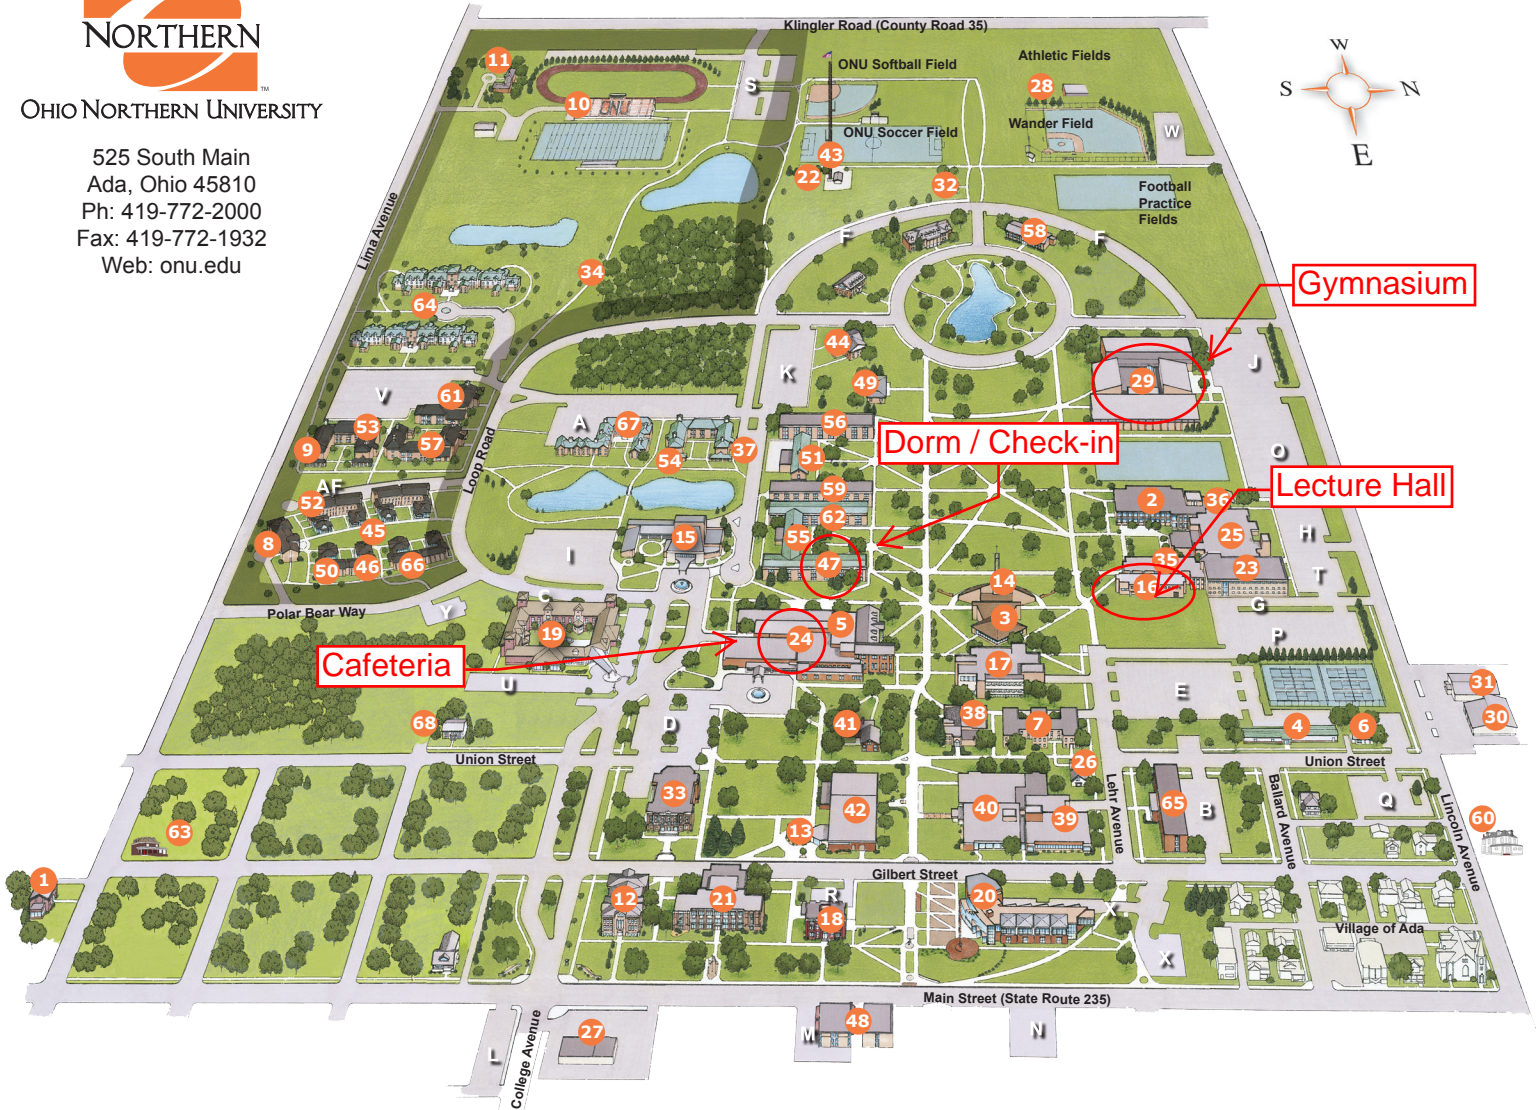 NORTHERN
TM
OHIO NORTHERN UNIVERSITY
525 South Main
Ada, Ohio 45810
Ph: 419-772-2000
Fax: 419-772-1932
Web: onu.edu
Klingler Road (County Road 35)
W
S
N
E
11
S
ONU Softball Field
Athletic Fields
28
10
ONU
ONU Soccer Field
Wander Field
W
43
22
32
Football
Practice
Fields
Lima Avenue
F
58
F
34
64
Gymnasium
44
K
J
49
29
V
61
A
67
56
53
57
9
Loop Road
54
37
51
Dorm / Check-in
O
AF
59
Lecture Hall
52
2
36
62
45
15
55
25
H
8
I
47
35
23
50
46
66
14
16
T
Polar Bear Way
Y
C
G
19
5
3
24
P
Cafeteria
17
U
E
31
68
D
41
38
7
4
6
30
Union Street
26
Union Street
33
Lehr Avenue
65
B
Ballard Avenue
Q
Lincoln Avenue
42
40
39
63
13
60
Gilbert Street
1
12
21
R
18
20
X
Village of Ada
X
Main Street (State Route 235)
College Avenue
L
27
M
48
N